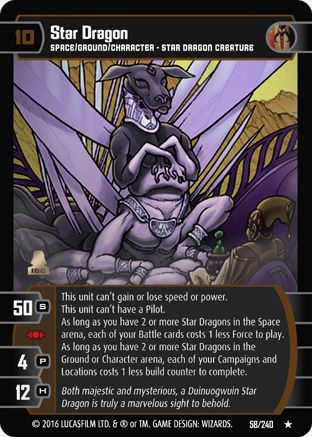 10
Star Dragon
SPACE/GROUND/CHARACTER - STAR DRAGON CREATURE
This unit can't gain or lose speed or power.
50 S
This unit can't have a Pilot.
As long as you have 2 or more Star Dragons in the Space
arena, each of your Battle cards costs 1 less Force to play.
As long as you have 2 or more Star Dragons in the
4 P
Ground or Character arena, each of your Campaigns and
Locations costs 1 less build counter to complete.
12 H
Both majestic and mysterious, a Duinuogwuin Star
Dragon is truly a marvelous sight to behold.
© 2016 LUCASFILM LTD. & ® or TM. GAME DESIGN: WIZARDS.
58/240